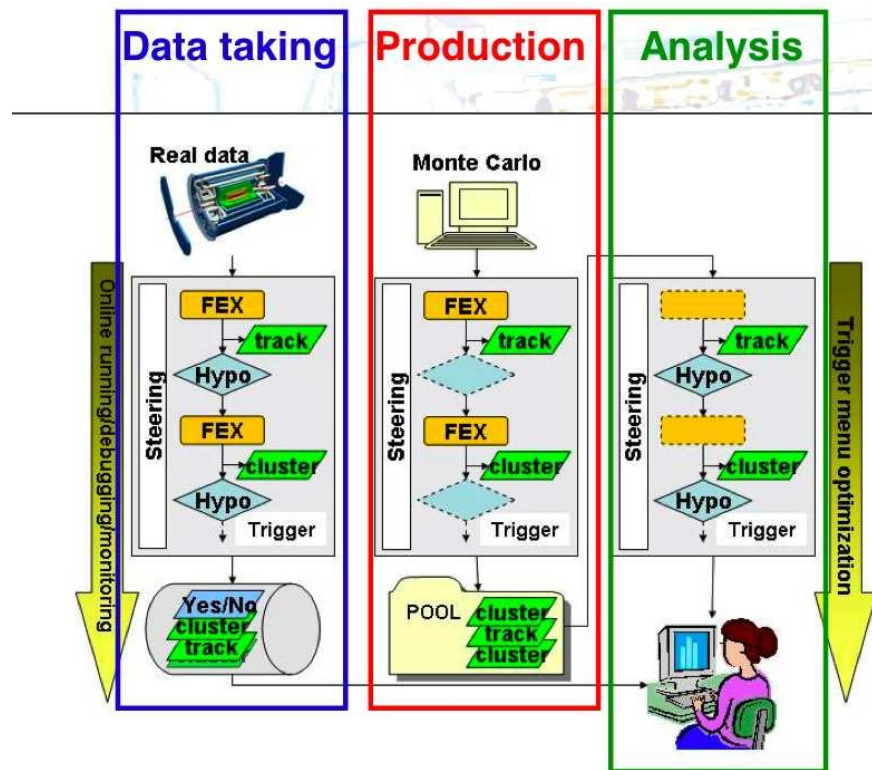 Data taking
Production
Analysis
Real data
Monte Carlo
Online running/debugging/monitoring
Steering
FEX
track
Hypo
FEX
cluster
Hypo
Trigger
Yes/No
cluster
track
Steering
FEX
track
FEX
cluster
Trigger
POOL
cluster
track
cluster
Steering
track
Hypo
cluster
Hypo
Trigger
Trigger menu optimization